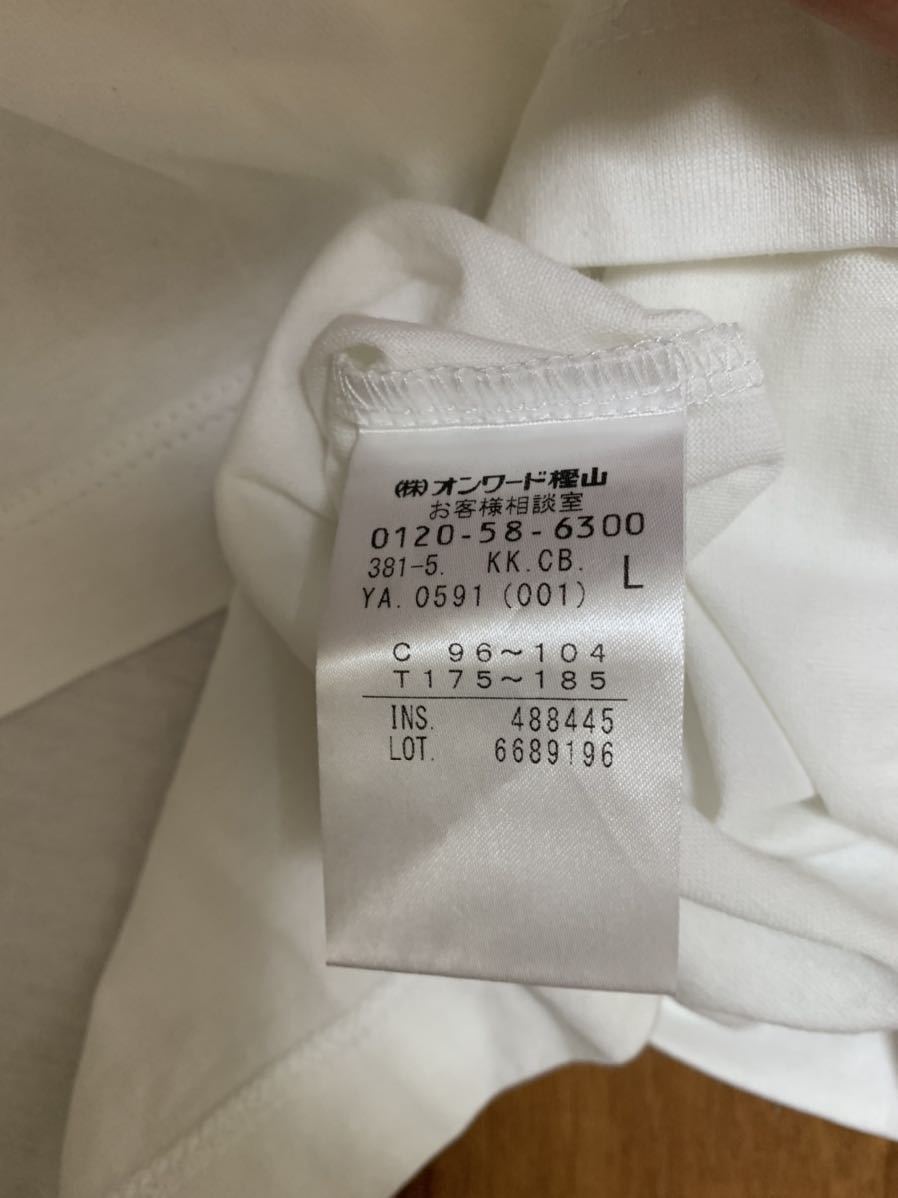 (株)オンワード樫山
お客様相談室
0120-58-6300
381-5. KK.CB. L
YA.0591 (001)
C 96~104
T175~185
INS. 488445
LOT. 6689196